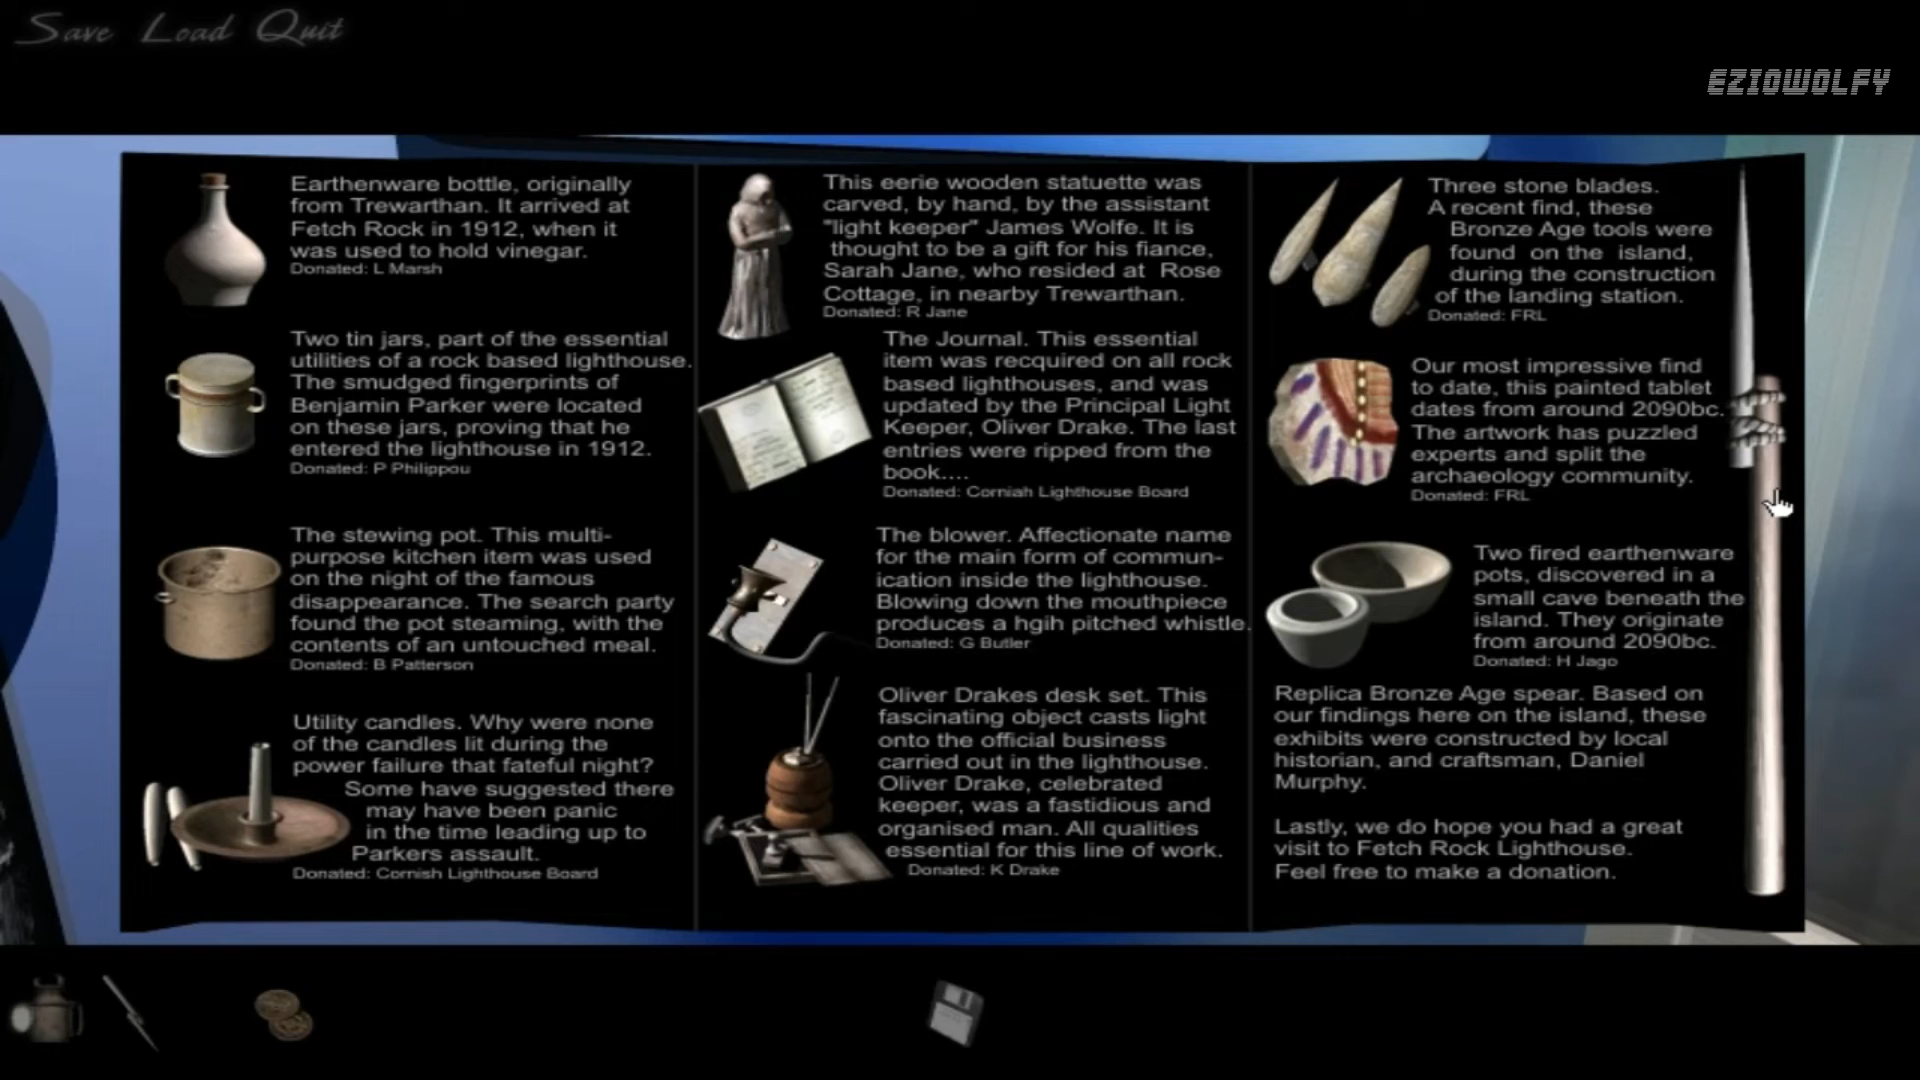 Save Load Quit
EZIOWOLFY
Earthenware bottle, originally
from Trewarthan. It arrived at
Fetch Rock in 1912, when it
was used to hold vinegar.
Donated: L Marsh
Two tin jars, part of the essential
utilities of a rock based lighthouse.
The smudged fingerprints of
Benjamin Parker were located
on these jars, proving that he
entered the lighthouse in 1912.
Donated: P Philippou
The stewing pot. This multi-
purpose kitchen item was used
on the night of the famous
disappearance. The search party
found the pot steaming, with the
contents of an untouched meal.
Donated: B Patterson
Utility candles. Why were none
of the candles lit during the
power failure that fateful night?
Some have suggested there
may have been panic
in the time leading up to
Parkers assault.
Donated: Cornish Lighthouse Board
This eerie wooden statuette was
carved, by hand, by the assistant
"light keeper" James Wolfe. It is
thought to be a gift for his fiance,
Sarah Jane, who resided at Rose
Cottage, in nearby Trewarthan.
Donated: R Jane
The Journal. This essential
item was recquired on all rock
based lighthouses, and was
updated by the Principal Light
Keeper, Oliver Drake. The last
entries were ripped from the
book....
Donated: Corniah Lighthouse Board
The blower. Affectionate name
for the main form of commun-
ication inside the lighthouse.
Blowing down the mouthpiece
produces a hgih pitched whistle.
Donated: G Butler
Oliver Drakes desk set. This
fascinating object casts light
onto the official business
carried out in the lighthouse.
Oliver Drake, celebrated
keeper, was a fastidious and
organised man. All qualities
essential for this line of work.
Donated: K Drake
Three stone blades.
A recent find, these
Bronze Age tools were
found on the island,
during the construction
of the landing station.
Donated: FRL
Our most impressive find
to date, this painted tablet
dates from around 2090bc.
The artwork has puzzled
experts and split the
archaeology community.
Donated: FRL
Two fired earthenware
pots, discovered in a
small cave beneath the
island. They originate
from around 2090bc.
Donated: H Jago
Replica Bronze Age spear. Based on
our findings here on the island, these
exhibits were constructed by local
historian, and craftsman, Daniel
Murphy.
Lastly, we do hope you had a great
visit to Fetch Rock Lighthouse.
Feel free to make a donation.